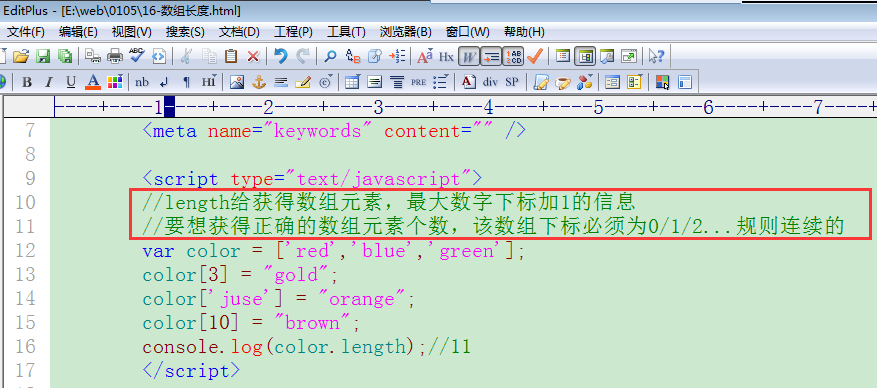 EditPlus - [E:\web\0105\16-数组长度.html]
文件(F) 编辑(E) 视图(V) 搜索(S) 文档(D) 工程(P) 工具(T) 浏览器(B) 窗口(W) 帮助(H)
ABC Aa Hx W 1AB 2CD
B I U A nb ¶ Hi A div SP PRE
----+----1----+----2----+----3----+----4----+----5----+----6----+----7----+
7 <meta name="keywords" content="" />
8
9 <script type="text/javascript">
10 //length给获得数组元素，最大数字下标加1的信息
11 //要想获得正确的数组元素个数，该数组下标必须为0/1/2...规则连续的
12 var color = ['red','blue','green'];
13 color[3] = "gold";
14 color['juse'] = "orange";
15 color[10] = "brown";
16 console.log(color.length);//11
17 </script>